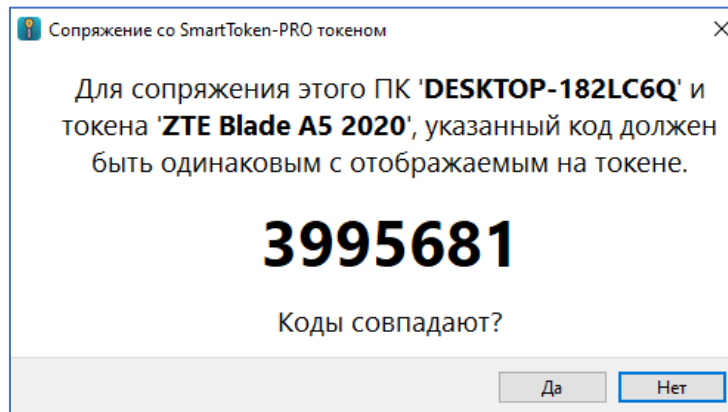 Сопряжение со SmartToken-PRO токеном
Для сопряжения этого ПК 'DESKTOP-182LC6Q' и
токена 'ZTE Blade A5 2020', указанный код должен
быть одинаковым с отображаемым на токене.
3995681
Коды совпадают?
Да
Нет